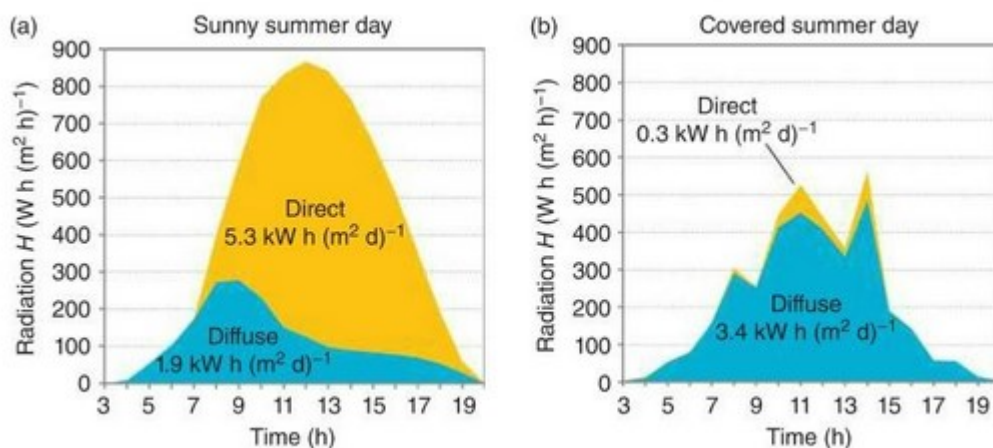 (a) Sunny summer day
Radiation H (W h (m² h)⁻¹)
900
800
700
600
500
400
300
200
100
0
Direct
5.3 kW h (m² d)⁻¹
Diffuse
1.9 kW h (m² d)⁻¹
3 5 7 9 11 13 15 17 19
Time (h)
(b) Covered summer day
Radiation H (W h (m² h)⁻¹)
900
800
700
600
500
400
300
200
100
0
Direct
0.3 kW h (m² d)⁻¹
Diffuse
3.4 kW h (m² d)⁻¹
3 5 7 9 11 13 15 17 19
Time (h)